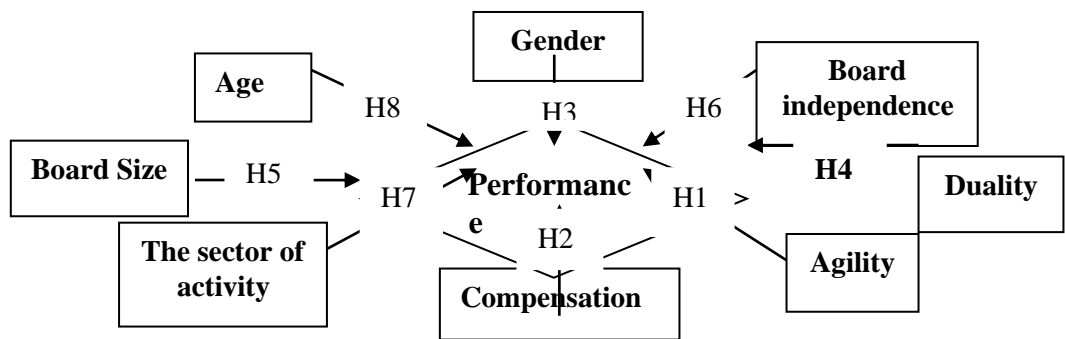 Gender
Age
Board
independence
H8
H3
H6
Board Size
H5
H4
Duality
H7
Performanc
e
H1
H2
The sector of
activity
Agility
Compensation